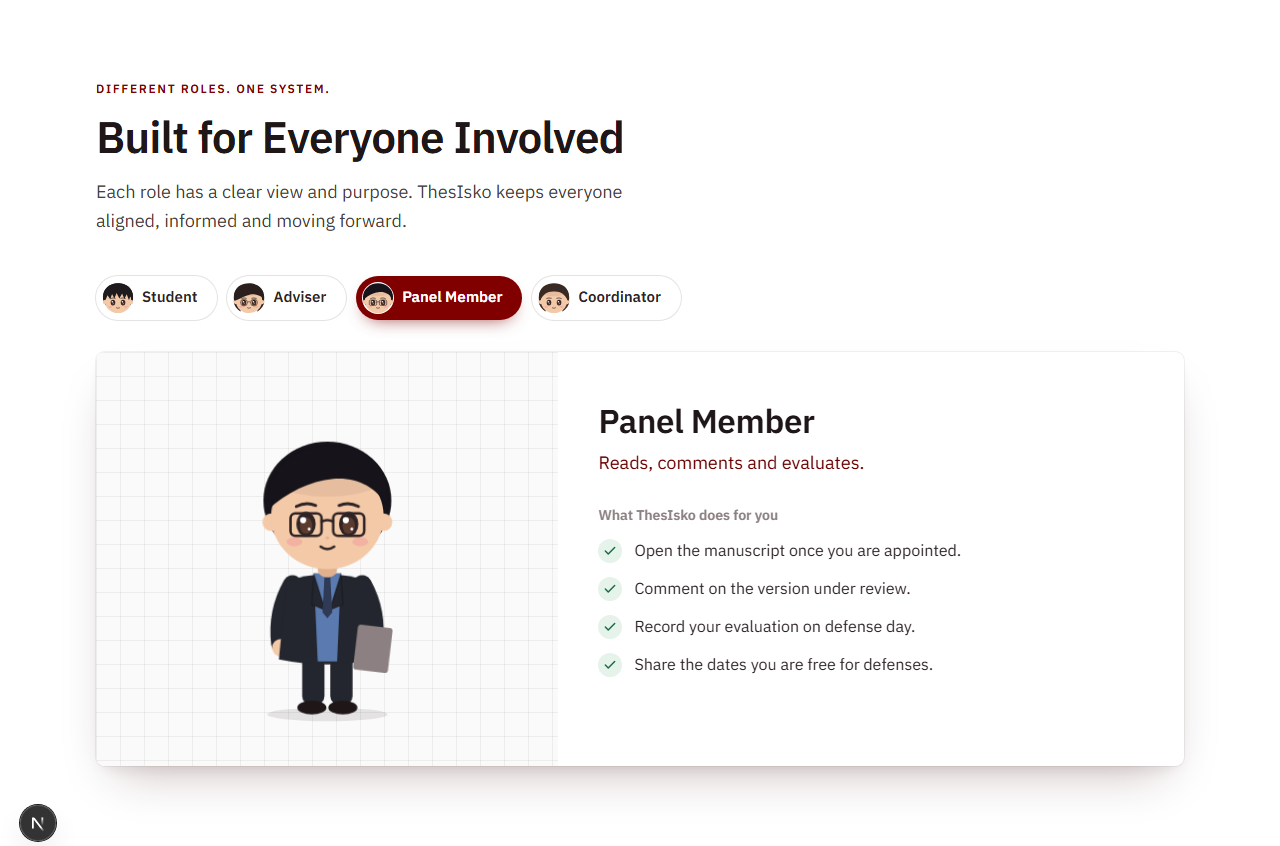 DIFFERENT ROLES. ONE SYSTEM.
Built for Everyone Involved
Each role has a clear view and purpose. ThesIsko keeps everyone
aligned, informed and moving forward.
Student
Adviser
Panel Member
Coordinator
Panel Member
Reads, comments and evaluates.
What ThesIsko does for you
Open the manuscript once you are appointed.
Comment on the version under review.
Record your evaluation on defense day.
Share the dates you are free for defenses.
N